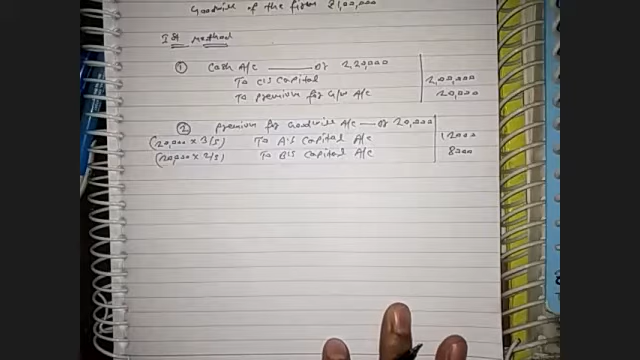 Goodwill of the firm ₹1,00,000
Ist method
① Cash A/c Dr 2,20,000
To C's Capital 2,00,000
To premium for G/w A/c 20,000
② premium for Goodwill A/c Dr 20,000
(20,000 x 3/5) To A's Capital A/c 12000
(20,000 x 2/5) To B's Capital A/c 8000